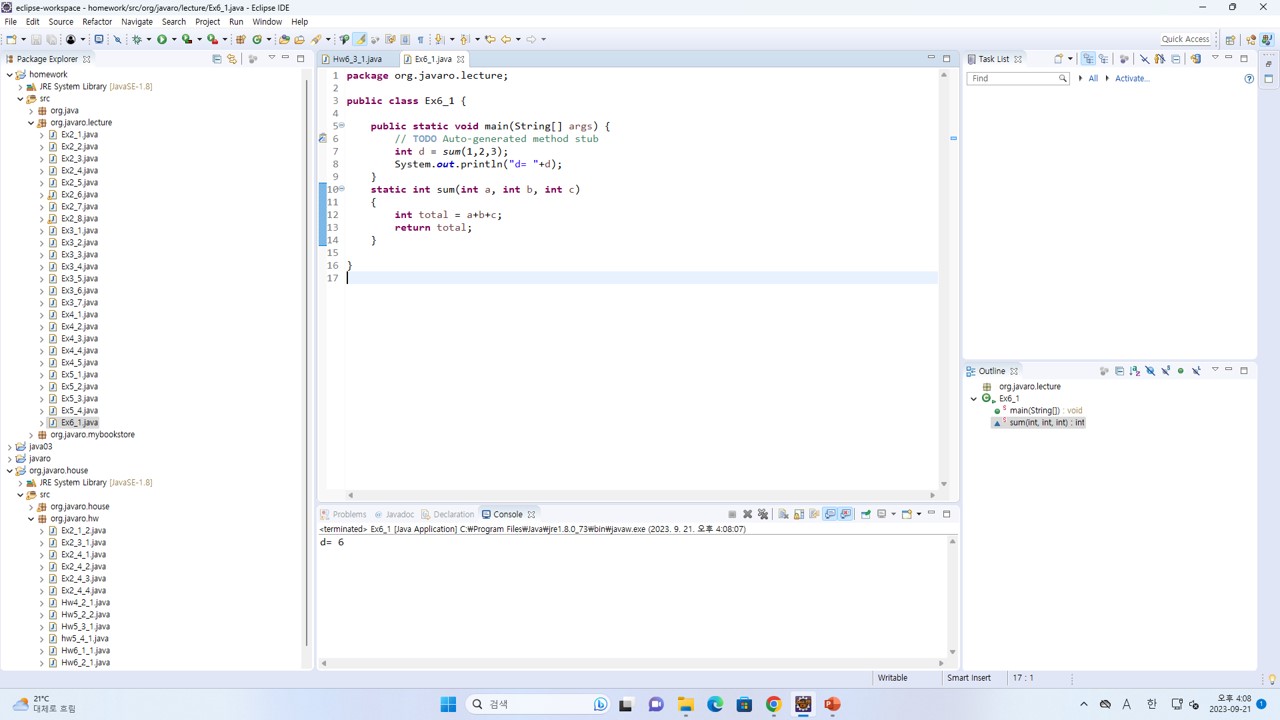 eclipse-workspace - homework/src/org/javaro/lecture/Ex6_1.java - Eclipse IDE
File Edit Source Refactor Navigate Search Project Run Window Help
Quick Access
Package Explorer
homework
JRE System Library [JavaSE-1.8]
src
org.java
org.javaro.lecture
Ex2_1.java
Ex2_2.java
Ex2_3.java
Ex2_4.java
Ex2_5.java
Ex2_6.java
Ex2_7.java
Ex2_8.java
Ex3_1.java
Ex3_2.java
Ex3_3.java
Ex3_4.java
Ex3_5.java
Ex3_6.java
Ex3_7.java
Ex4_1.java
Ex4_2.java
Ex4_3.java
Ex4_4.java
Ex4_5.java
Ex5_1.java
Ex5_2.java
Ex5_3.java
Ex5_4.java
Ex6_1.java
org.javaro.mybookstore
java03
javaro
org.javaro.house
JRE System Library [JavaSE-1.8]
src
org.javaro.house
org.javaro.hw
Ex2_1_2.java
Ex2_3_1.java
Ex2_4_1.java
Ex2_4_2.java
Ex2_4_3.java
Ex2_4_4.java
Hw4_2_1.java
Hw5_2_2.java
Hw5_3_1.java
hw5_4_1.java
Hw6_1_1.java
Hw6_2_1.java
Hw6_3_1.java Ex6_1.java
1 package org.javaro.lecture;
2
3 public class Ex6_1 {
4
5 public static void main(String[] args) {
6 // TODO Auto-generated method stub
7 int d = sum(1,2,3);
8 System.out.println("d= "+d);
9 }
10 static int sum(int a, int b, int c)
11 {
12 int total = a+b+c;
13 return total;
14 }
15
16 }
17
Problems Javadoc Declaration Console
<terminated> Ex6_1 [Java Application] C:₩Program Files₩Java₩jre1.8.0_73₩bin₩javaw.exe (2023. 9. 21. 오후 4:08:07)
d= 6
Task List
Find All Activate...
Outline
org.javaro.lecture
Ex6_1
main(String[]) : void
sum(int, int, int) : int
Writable Smart Insert 17 : 1
21°C
대체로 흐림
검색
A 한
오후 4:08
2023-09-21